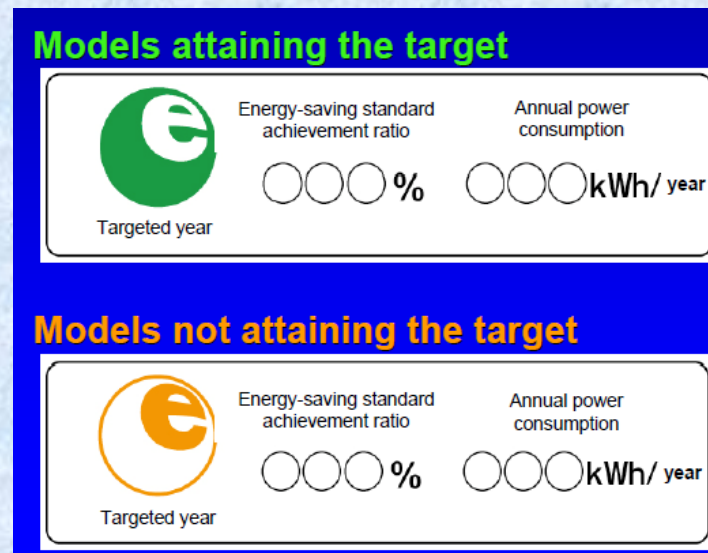 Models attaining the target
e
Energy-saving standard
achievement ratio
Annual power
consumption
○○○%
○○○kWh/ year
Targeted year
Models not attaining the target
e
Energy-saving standard
achievement ratio
Annual power
consumption
○○○%
○○○kWh/ year
Targeted year